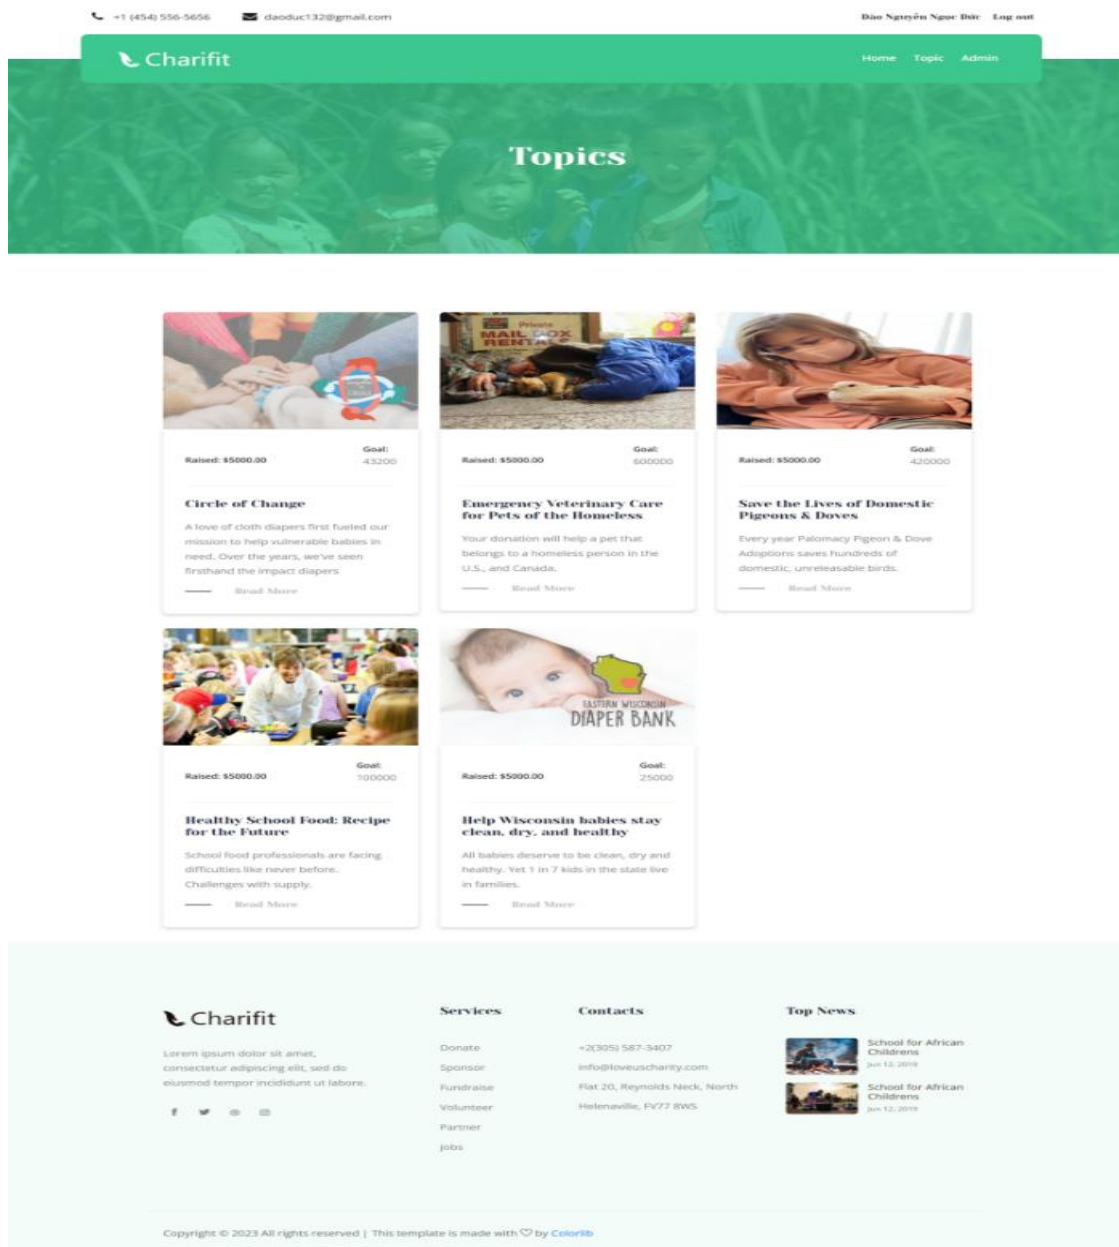 +1 (454) 556-5656 daoduc132@gmail.com Đào Nguyễn Ngọc Đức Log out
Charifit Home Topic Admin
Topics
Private
MAIL BOX
RENTALS
Raised: $5000.00 Goal: 43200
Circle of Change
A love of cloth diapers first fueled our
mission to help vulnerable babies in
need. Over the years, we've seen
firsthand the impact diapers
Read More
Raised: $5000.00 Goal: 600000
Emergency Veterinary Care
for Pets of the Homeless
Your donation will help a pet that
belongs to a homeless person in the
U.S., and Canada.
Read More
Raised: $5000.00 Goal: 420000
Save the Lives of Domestic
Pigeons & Doves
Every year Palomacy Pigeon & Dove
Adoptions saves hundreds of
domestic, unreleasable birds.
Read More
Raised: $5000.00 Goal: 100000
Healthy School Food: Recipe
for the Future
School food professionals are facing
difficulties like never before.
Challenges with supply.
Read More
EASTERN WISCONSIN
DIAPER BANK
Raised: $5000.00 Goal: 25000
Help Wisconsin babies stay
clean, dry, and healthy
All babies deserve to be clean, dry and
healthy. Yet 1 in 7 kids in the state live
in families.
Read More
Charifit
Lorem ipsum dolor sit amet,
consectetur adipiscing elit, sed do
eiusmod tempor incididunt ut labore.
Services
Donate
Sponsor
Fundraise
Volunteer
Partner
Jobs
Contacts
+2(305) 587-3407
info@loveuscharity.com
Flat 20, Reynolds Neck, North
Helenaville, FV77 8WS
Top News
School for African
Childrens
Jun 12, 2019
School for African
Childrens
Jun 12, 2019
Copyright © 2023 All rights reserved | This template is made with ♡ by Colorlib